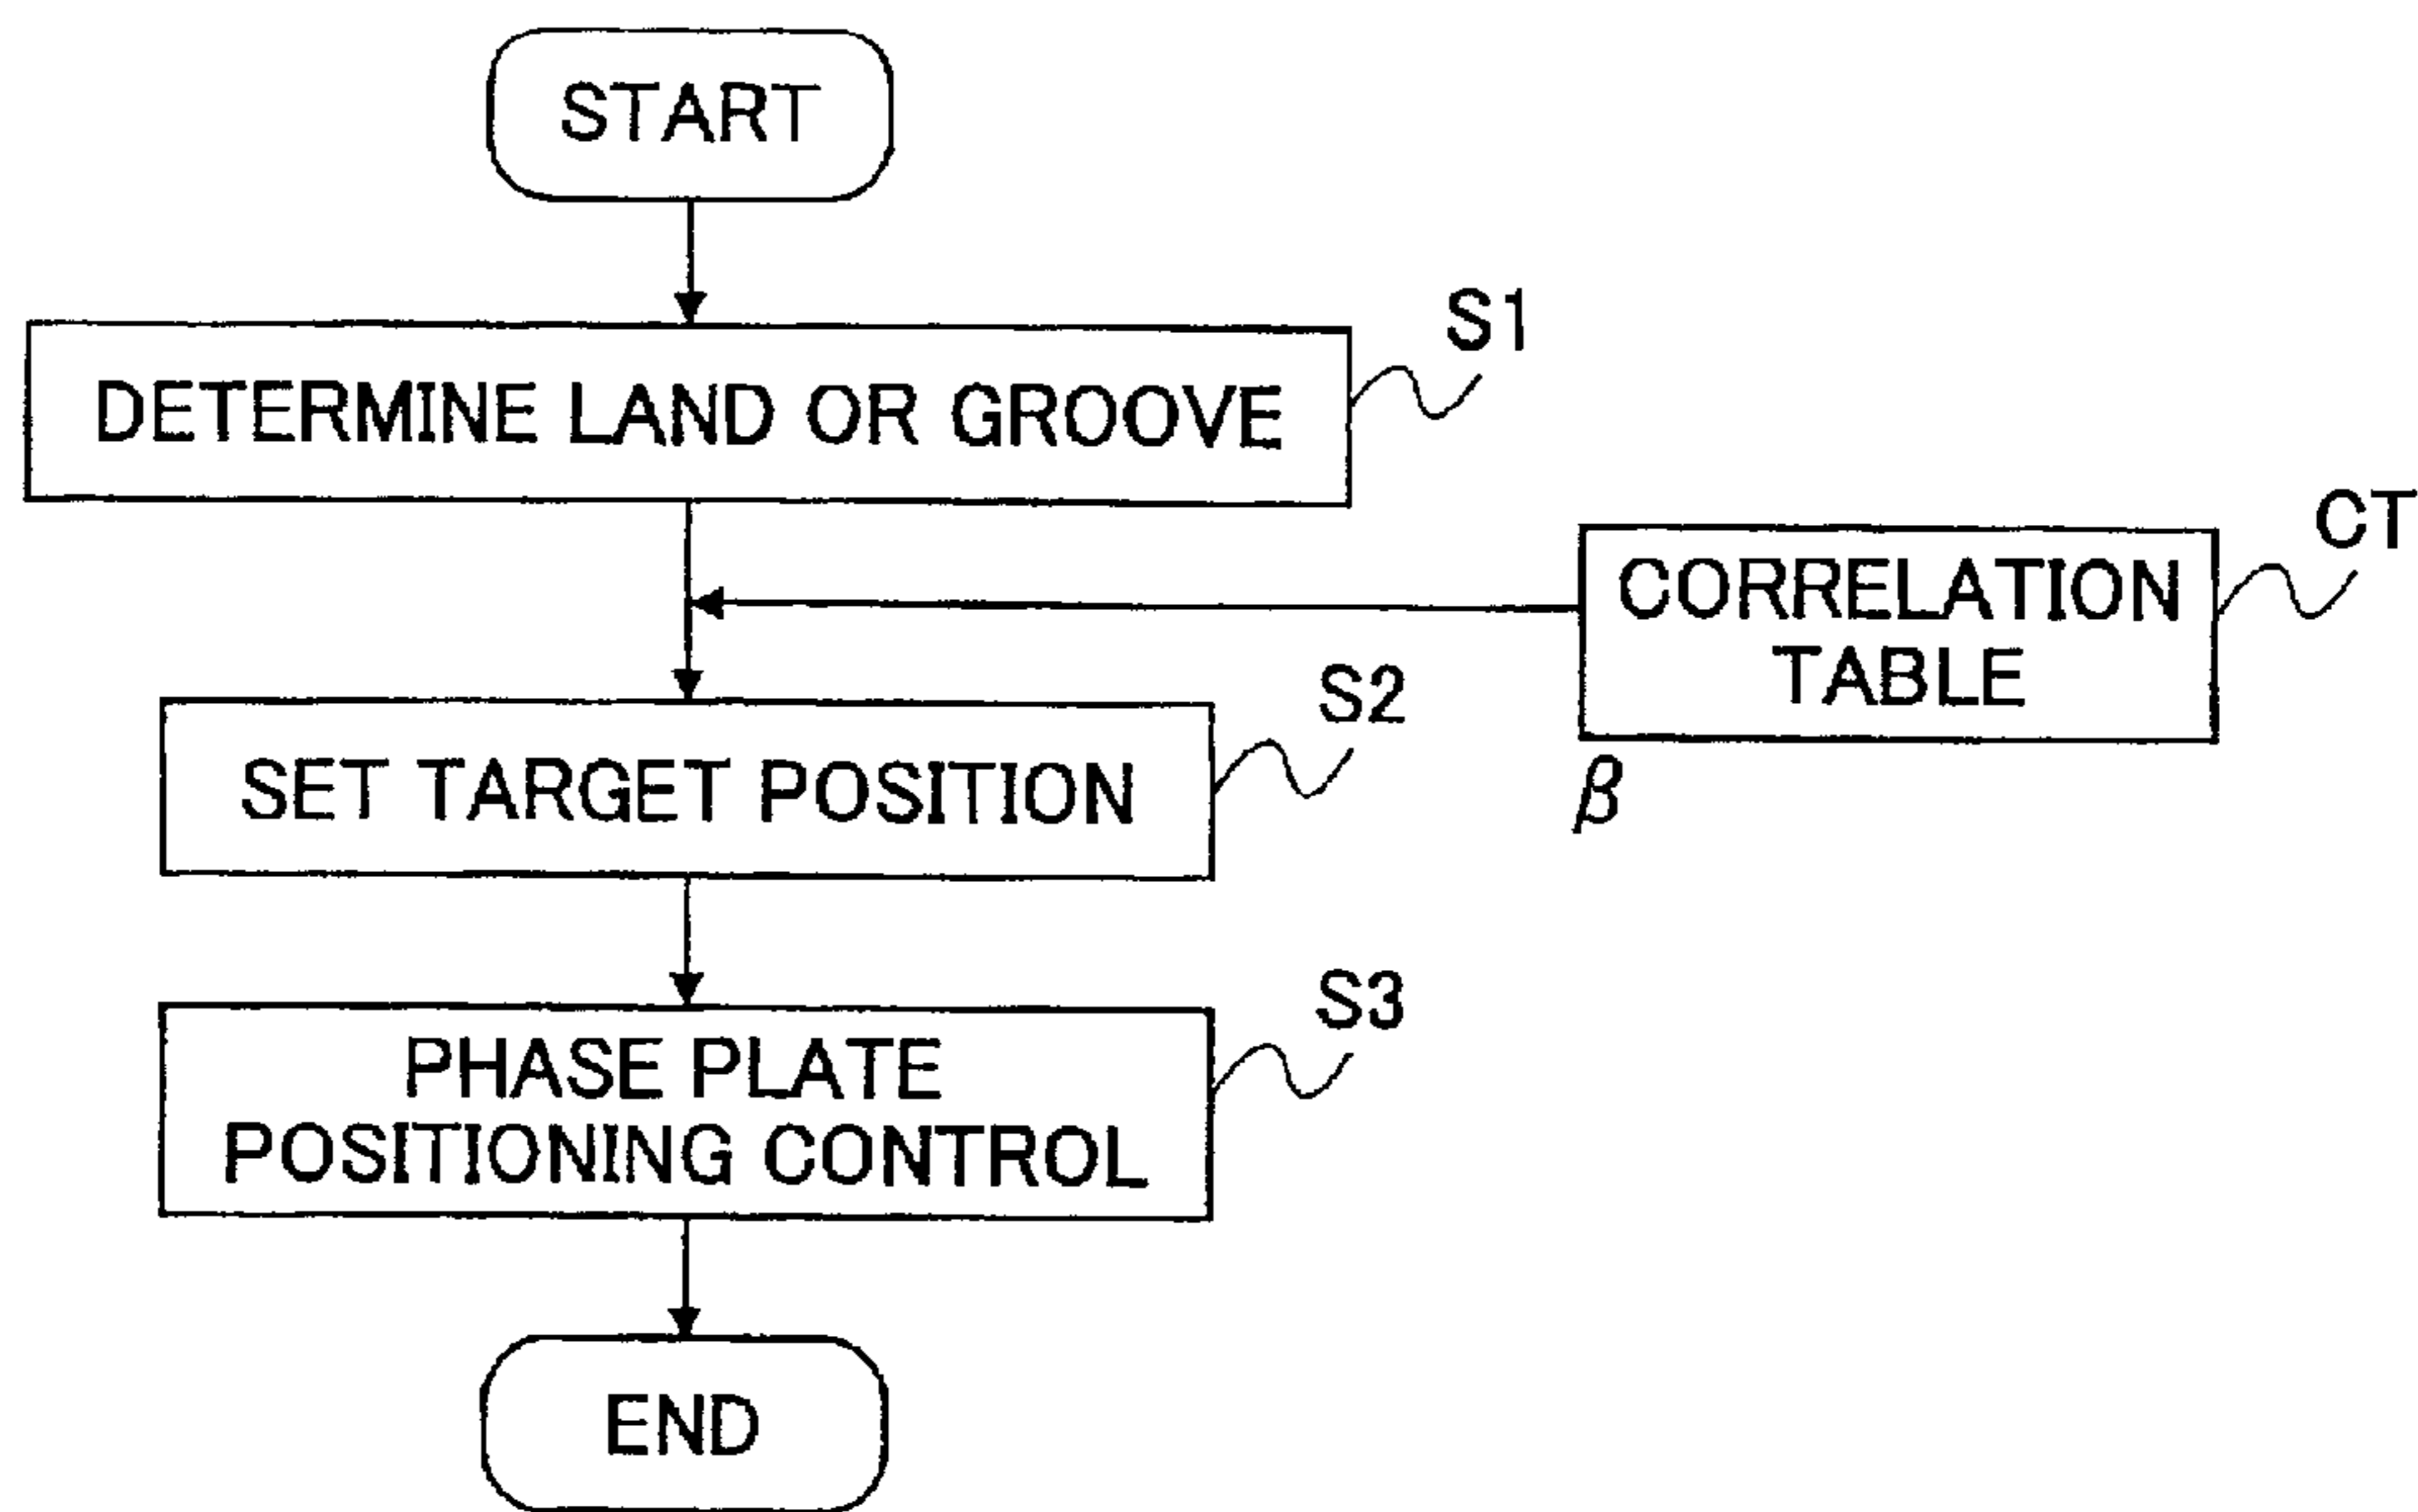 START
S1
DETERMINE LAND OR GROOVE
CT
CORRELATION
TABLE
β
S2
SET TARGET POSITION
S3
PHASE PLATE
POSITIONING CONTROL
END